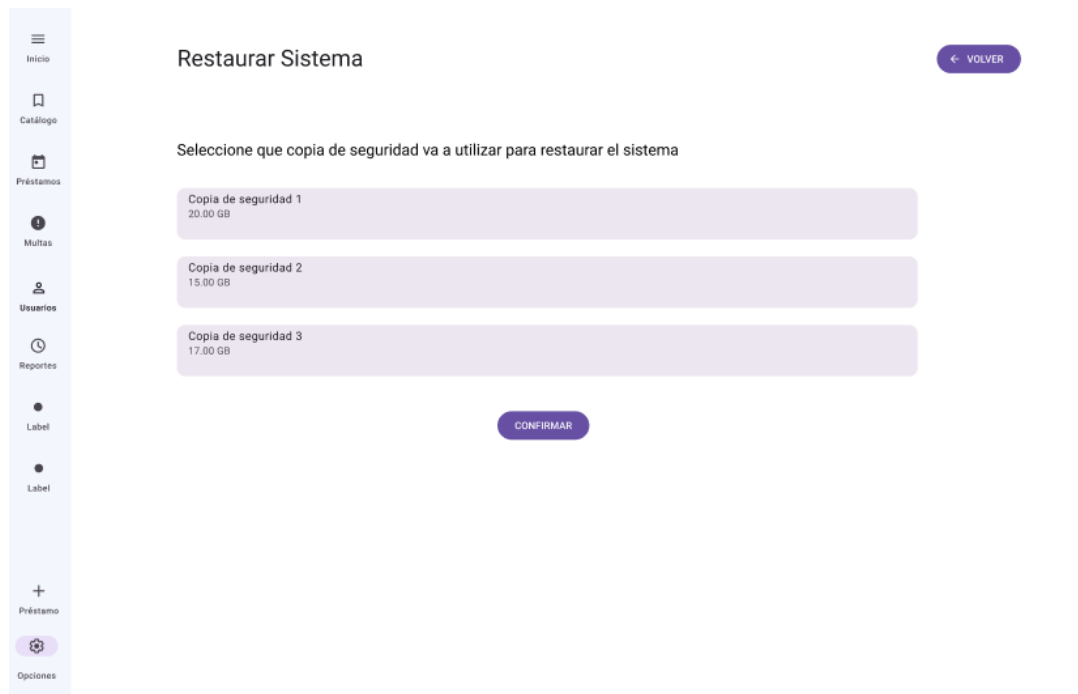 Inicio
Catálogo
Préstamos
Multas
Usuarios
Reportes
Label
Label
Préstamo
Opciones
Restaurar Sistema
← VOLVER
Seleccione que copia de seguridad va a utilizar para restaurar el sistema
Copia de seguridad 1
20.00 GB
Copia de seguridad 2
15.00 GB
Copia de seguridad 3
17.00 GB
CONFIRMAR